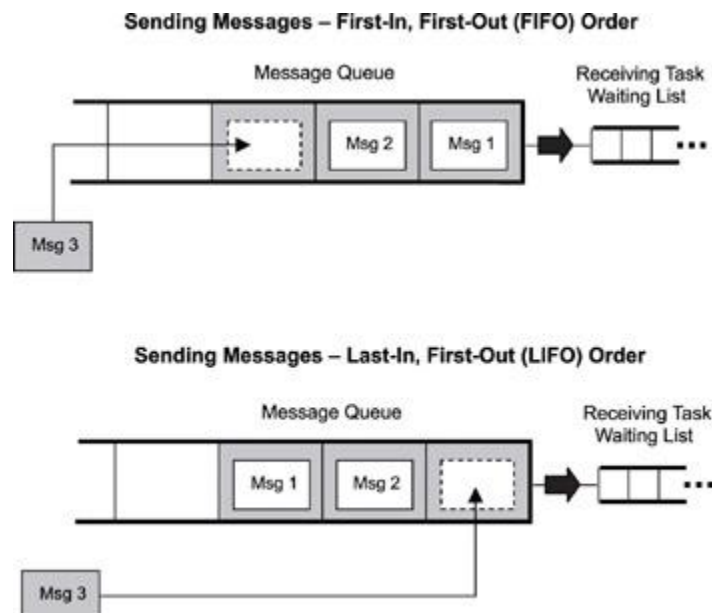 Sending Messages – First-In, First-Out (FIFO) Order
Message Queue
Receiving Task
Waiting List
Msg 2
Msg 1
Msg 3
Sending Messages – Last-In, First-Out (LIFO) Order
Message Queue
Receiving Task
Waiting List
Msg 1
Msg 2
Msg 3